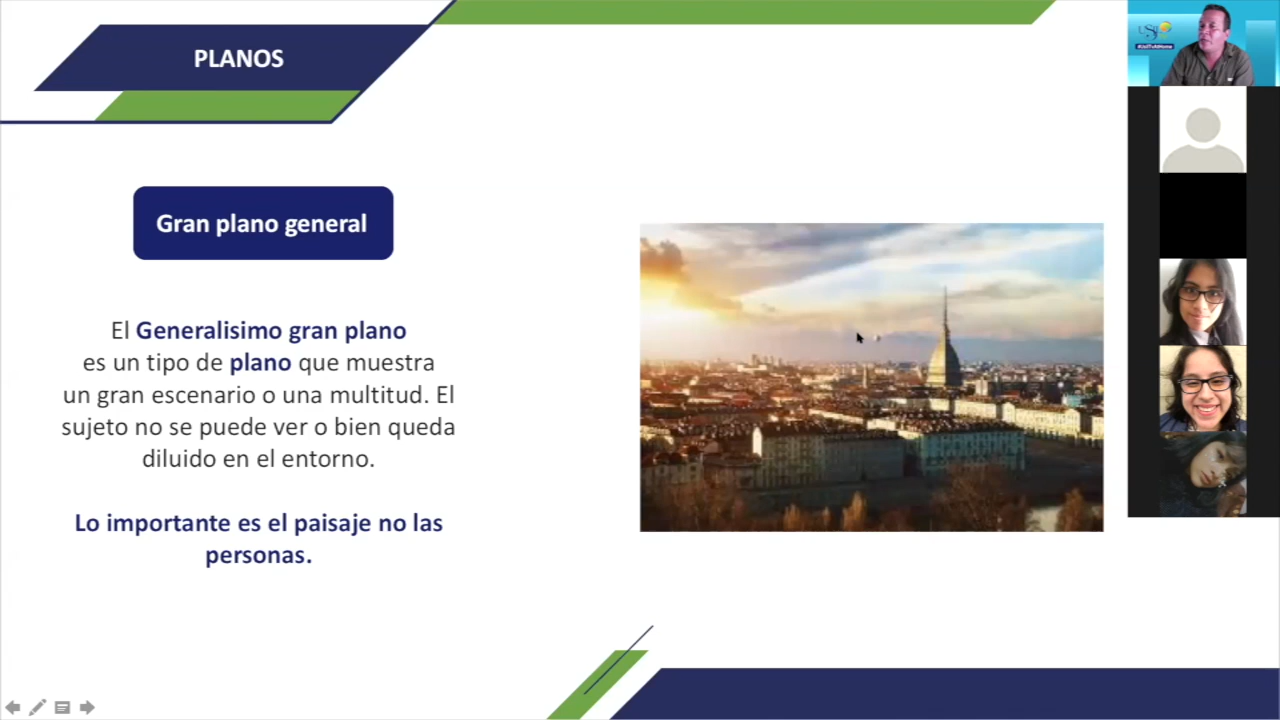 PLANOS
Gran plano general
El Generalisimo gran plano
es un tipo de plano que muestra
un gran escenario o una multitud. El
sujeto no se puede ver o bien queda
diluido en el entorno.
Lo importante es el paisaje no las
personas.